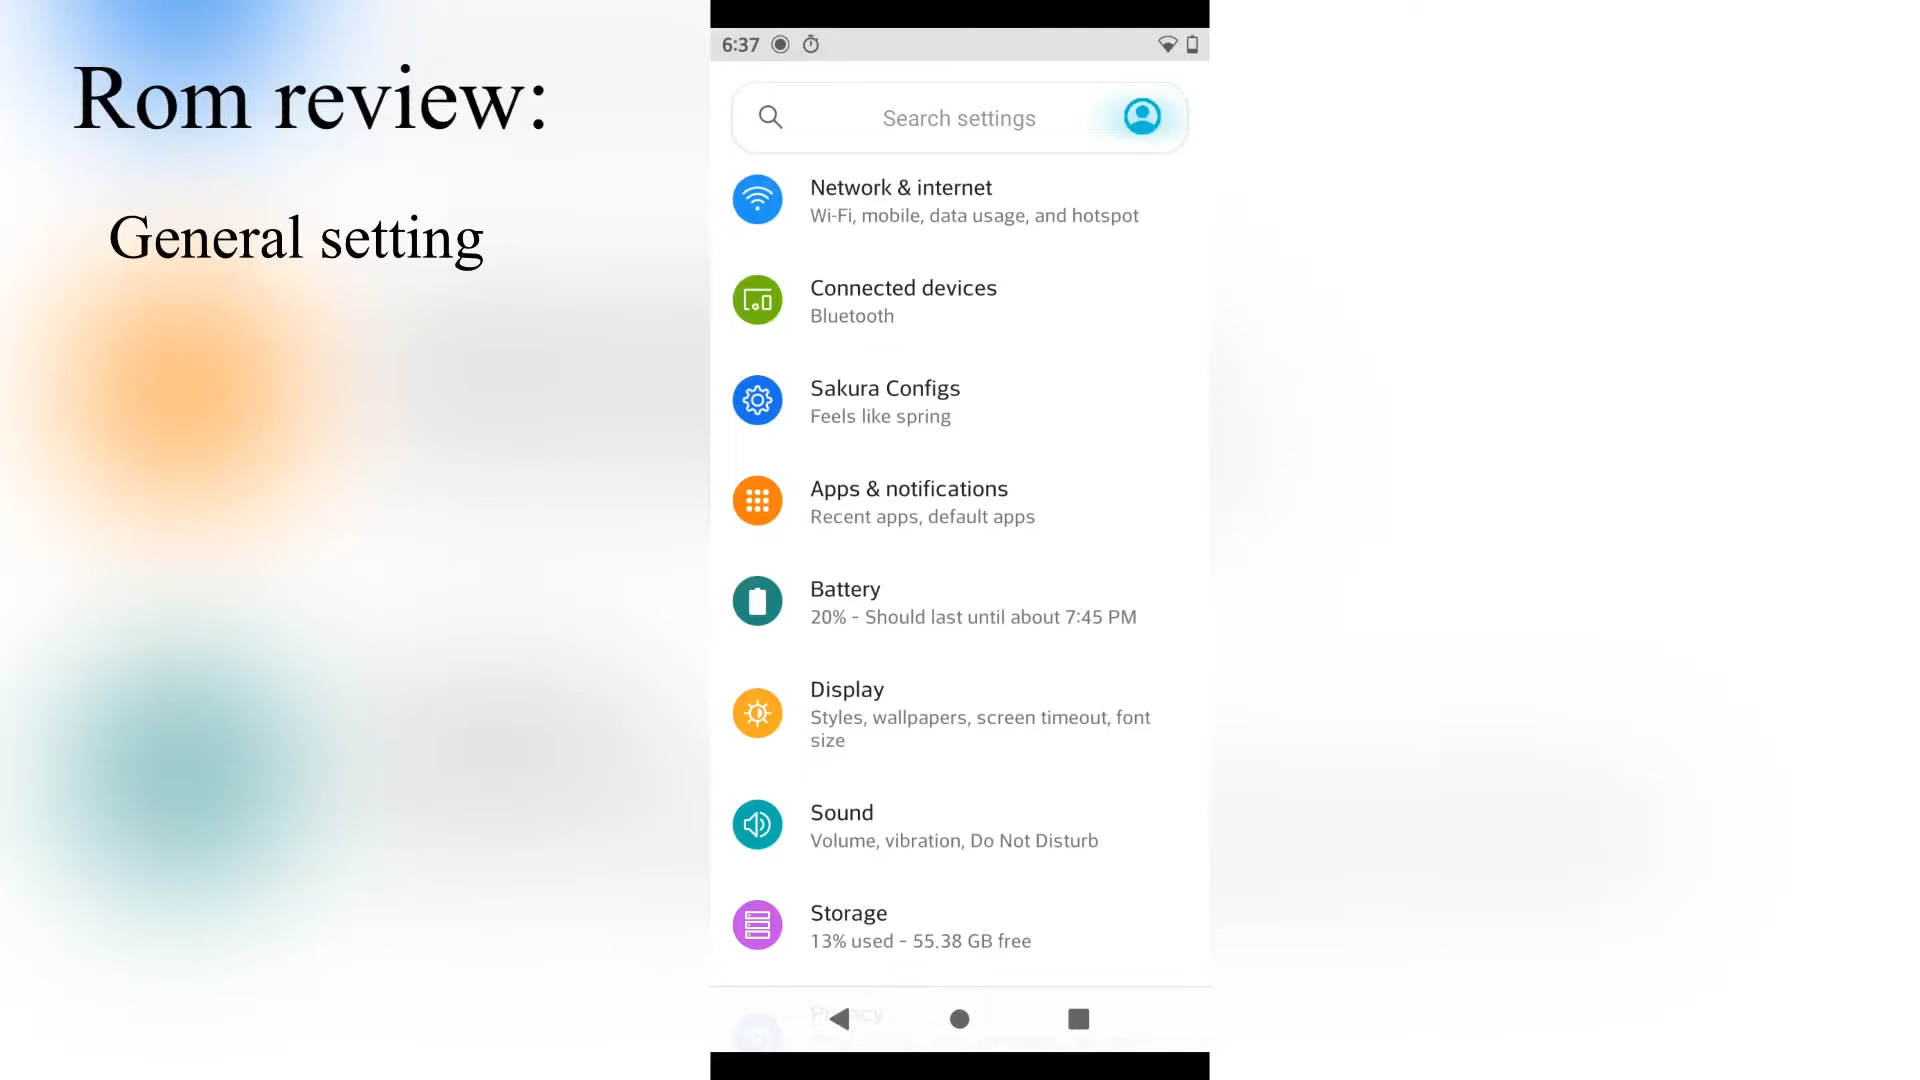 Rom review:
General setting
6:37
Search settings
Network & internet
Wi-Fi, mobile, data usage, and hotspot
Connected devices
Bluetooth
Sakura Configs
Feels like spring
Apps & notifications
Recent apps, default apps
Battery
20% - Should last until about 7:45 PM
Display
Styles, wallpapers, screen timeout, font
size
Sound
Volume, vibration, Do Not Disturb
Storage
13% used - 55.38 GB free
Privacy